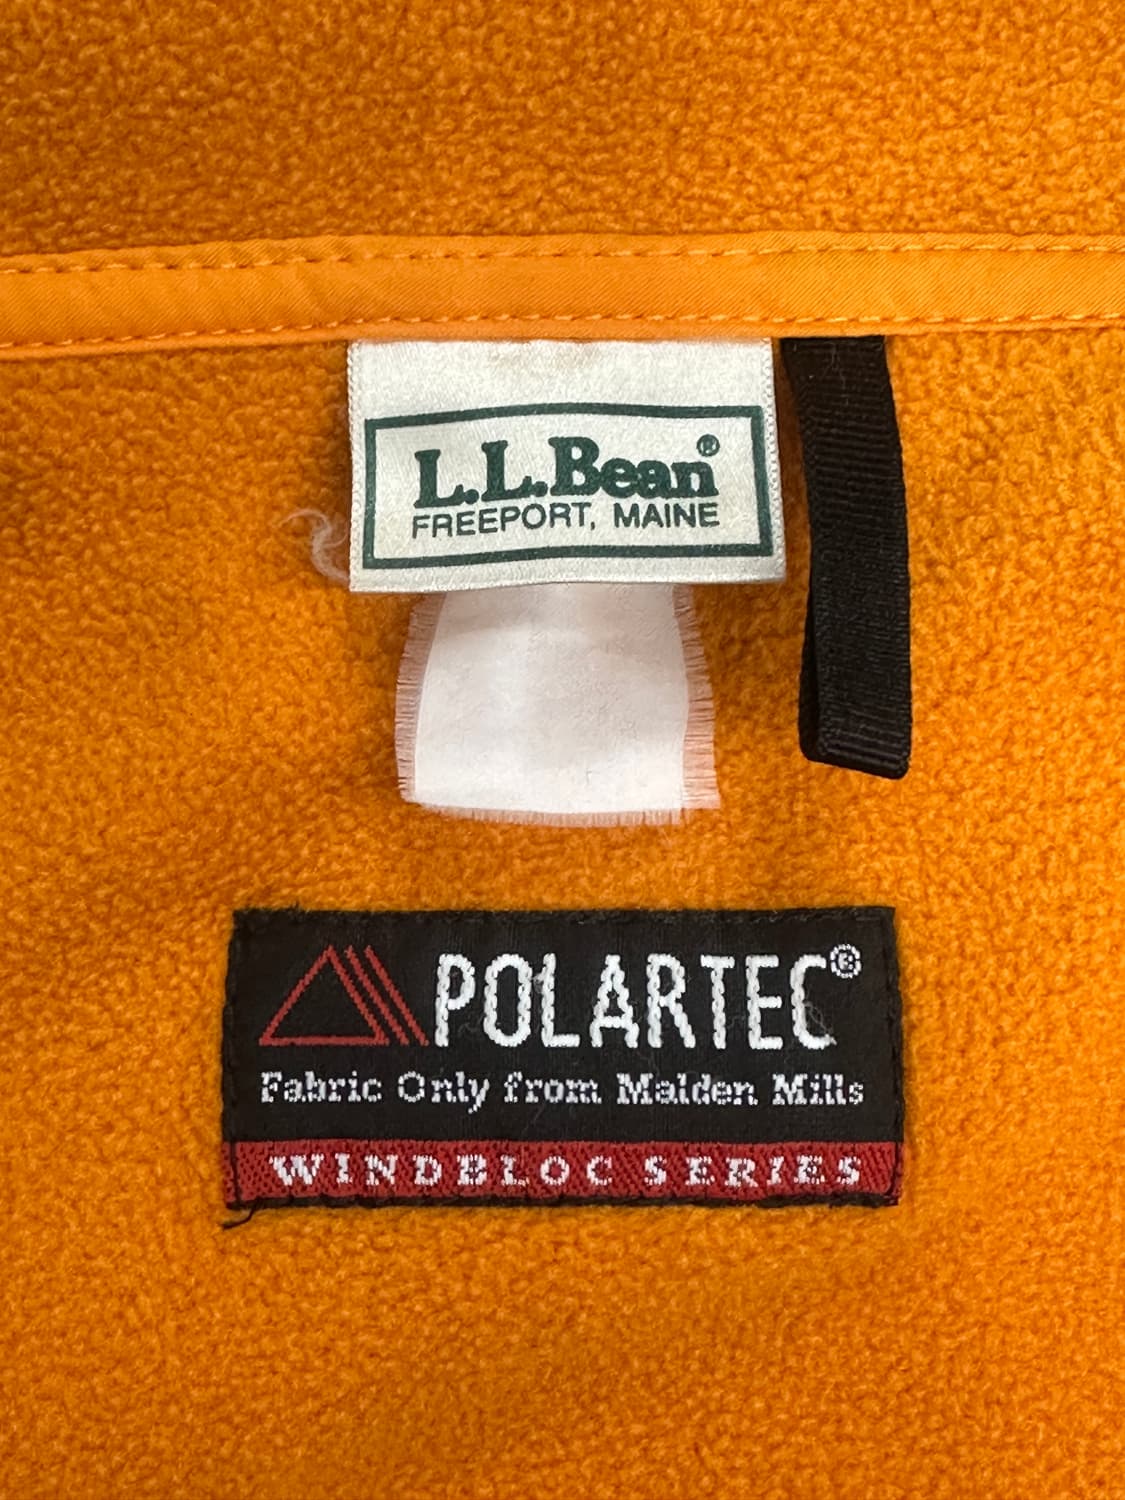 L.L.Bean®
FREEPORT, MAINE
POLARTEC®
Fabric Only from Malden Mills
WINDBLOC SERIES